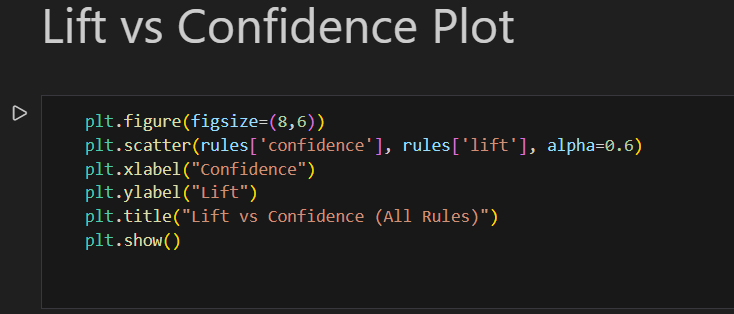 Lift vs Confidence Plot
plt.figure(figsize=(8,6))
plt.scatter(rules['confidence'], rules['lift'], alpha=0.6)
plt.xlabel("Confidence")
plt.ylabel("Lift")
plt.title("Lift vs Confidence (All Rules)")
plt.show()